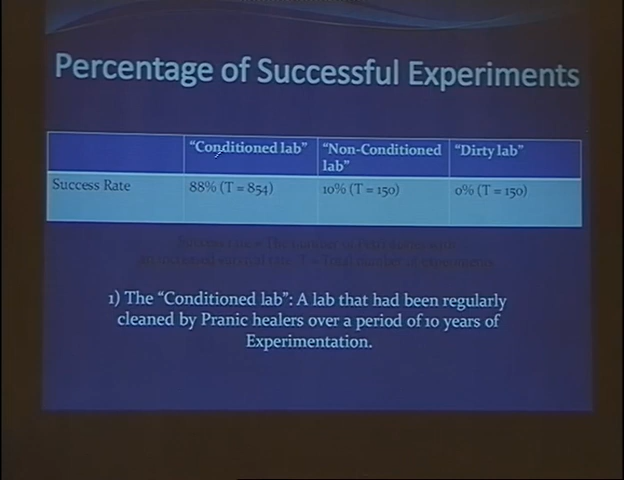 Percentage of Successful Experiments
"Conditioned lab" "Non-Conditioned lab" "Dirty lab"
Success Rate 88% (T = 854) 10% (T = 150) 0% (T = 150)
1) The "Conditioned lab": A lab that had been regularly
cleaned by Pranic healers over a period of 10 years of
Experimentation.